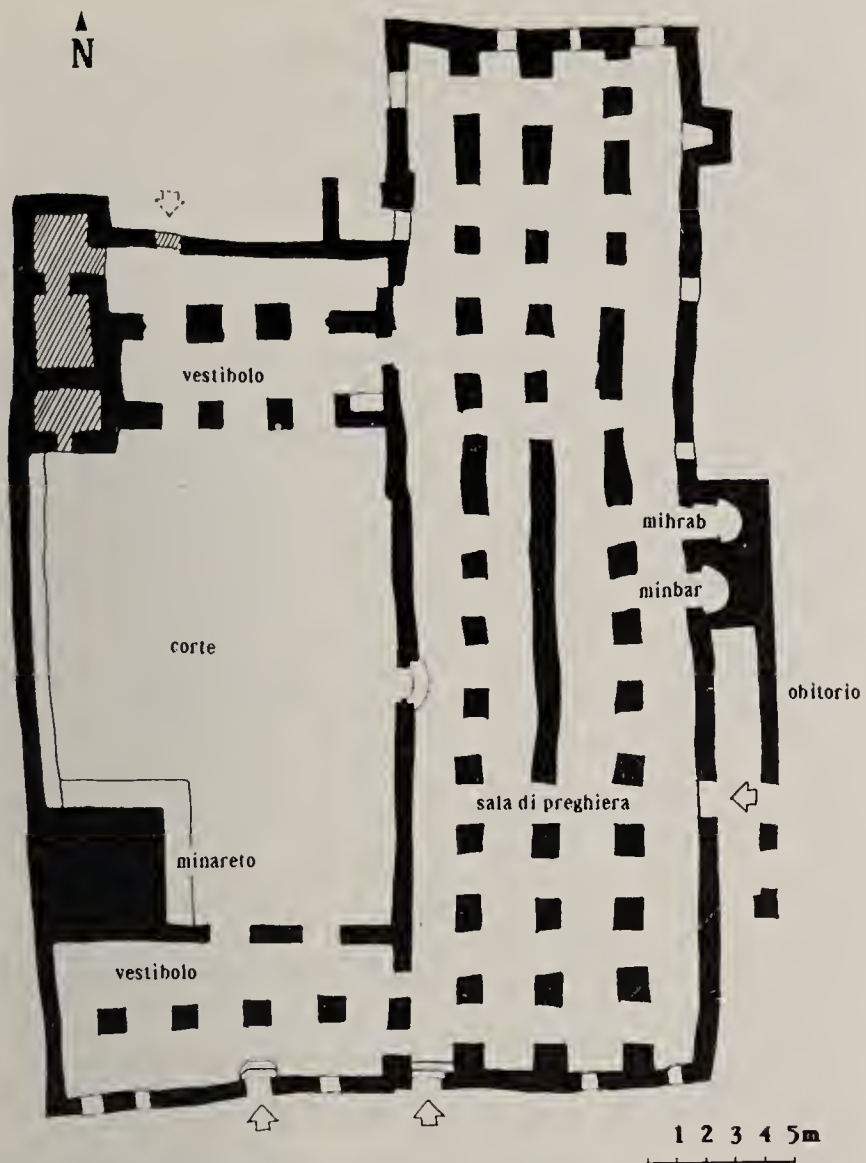 N
vestibolo
mihrab
minbar
corte
obitorio
sala di preghiera
minareto
vestibolo
1 2 3 4 5m